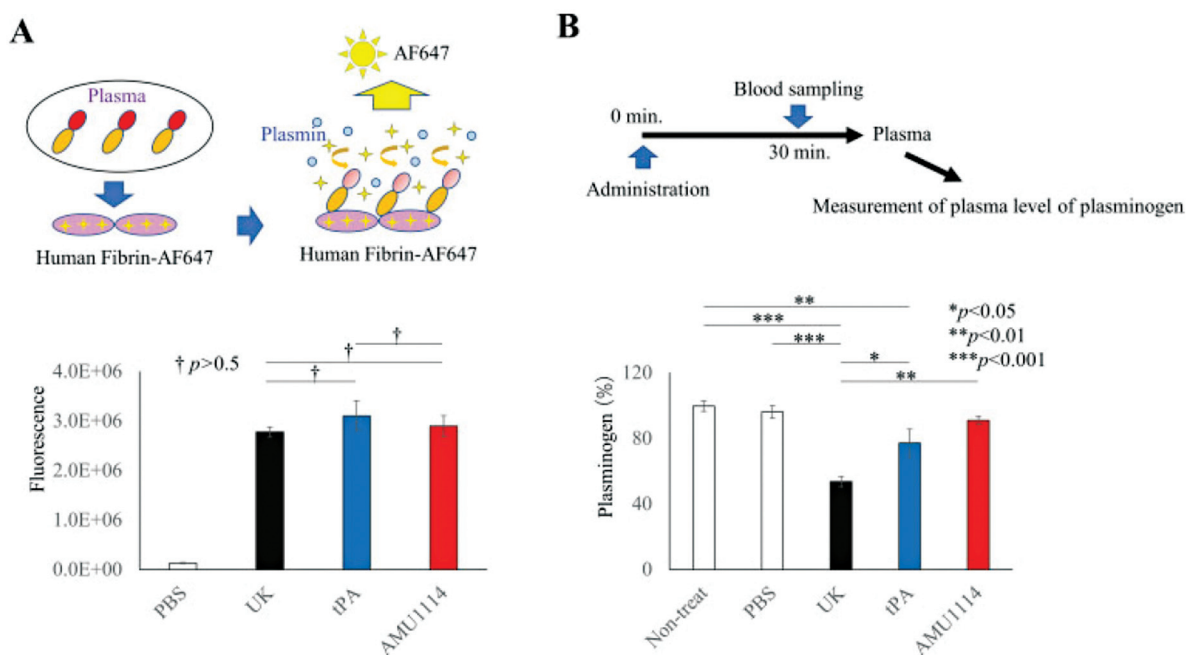 A
AF647
Plasma
Plasmin
Human Fibrin-AF647
Human Fibrin-AF647
† p>0.5
†
†
†
Fluorescence
4.0E+06
3.0E+06
2.0E+06
1.0E+06
0.0E+00
PBS
UK
tPA
AMU1114
B
Blood sampling
0 min.
30 min.
Plasma
Administration
Measurement of plasma level of plasminogen
*p<0.05
**p<0.01
***p<0.001
**
***
***
*
**
Plasminogen (%)
120
80
40
0
Non-treat
PBS
UK
tPA
AMU1114